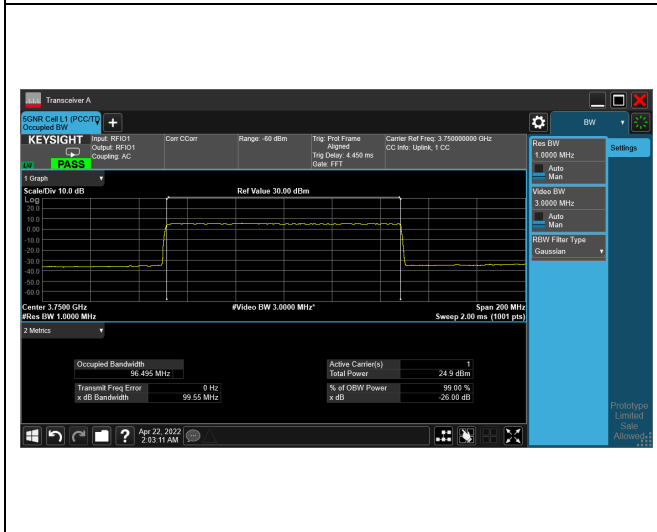 Transceiver A
5GNR Cell L1 (PCC/TQ
Occupied BW
+
BW
KEYSIGHT
LXI
PASS
Input: RFIO1
Output: RFIO1
Coupling: AC
Corr CCorr
Range: -60 dBm
Trig: Prot Frame
Aligned
Trig Delay: 4.450 ms
Gate: FFT
Carrier Ref Freq: 3.750000000 GHz
CC Info: Uplink, 1 CC
1 Graph
Scale/Div 10.0 dB
Ref Value 30.00 dBm
Log
20.0
10.0
0.00
-10.0
-20.0
-30.0
-40.0
-50.0
-60.0
Center 3.7500 GHz
#Video BW 3.0000 MHz*
Span 200 MHz
#Res BW 1.0000 MHz
Sweep 2.00 ms (1001 pts)
2 Metrics
Occupied Bandwidth
96.495 MHz
Transmit Freq Error 0 Hz
x dB Bandwidth 99.55 MHz
Active Carrier(s) 1
Total Power 24.9 dBm
% of OBW Power 99.00 %
x dB -26.00 dB
?
Apr 22, 2022
2:03:11 AM
Res BW
1.0000 MHz
Auto
Man
Video BW
3.0000 MHz
Auto
Man
RBW Filter Type
Gaussian
Settings
Prototype
Limited
Sale
Allowed